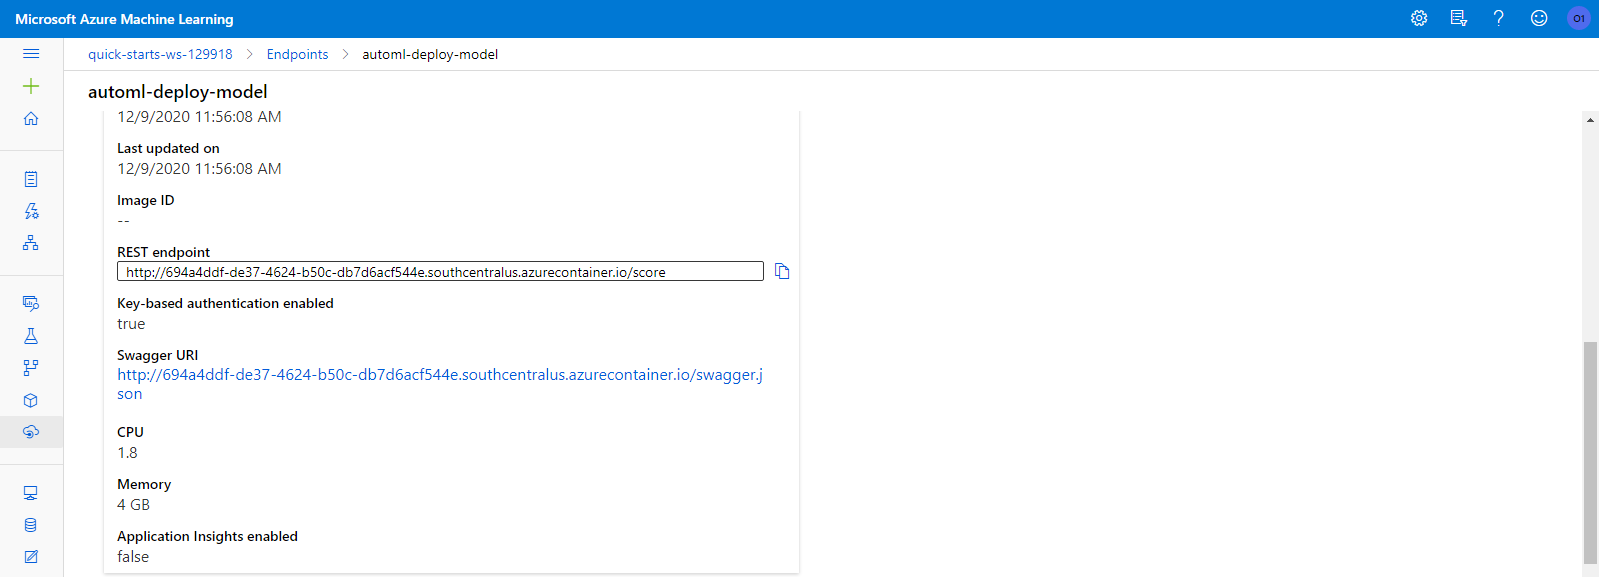 Microsoft Azure Machine Learning
?
O1
quick-starts-ws-129918 > Endpoints > automl-deploy-model
automl-deploy-model
12/9/2020 11:56:08 AM
Last updated on
12/9/2020 11:56:08 AM
Image ID
--
REST endpoint
http://694a4ddf-de37-4624-b50c-db7d6acf544e.southcentralus.azurecontainer.io/score
Key-based authentication enabled
true
Swagger URI
http://694a4ddf-de37-4624-b50c-db7d6acf544e.southcentralus.azurecontainer.io/swagger.j
son
CPU
1.8
Memory
4 GB
Application Insights enabled
false